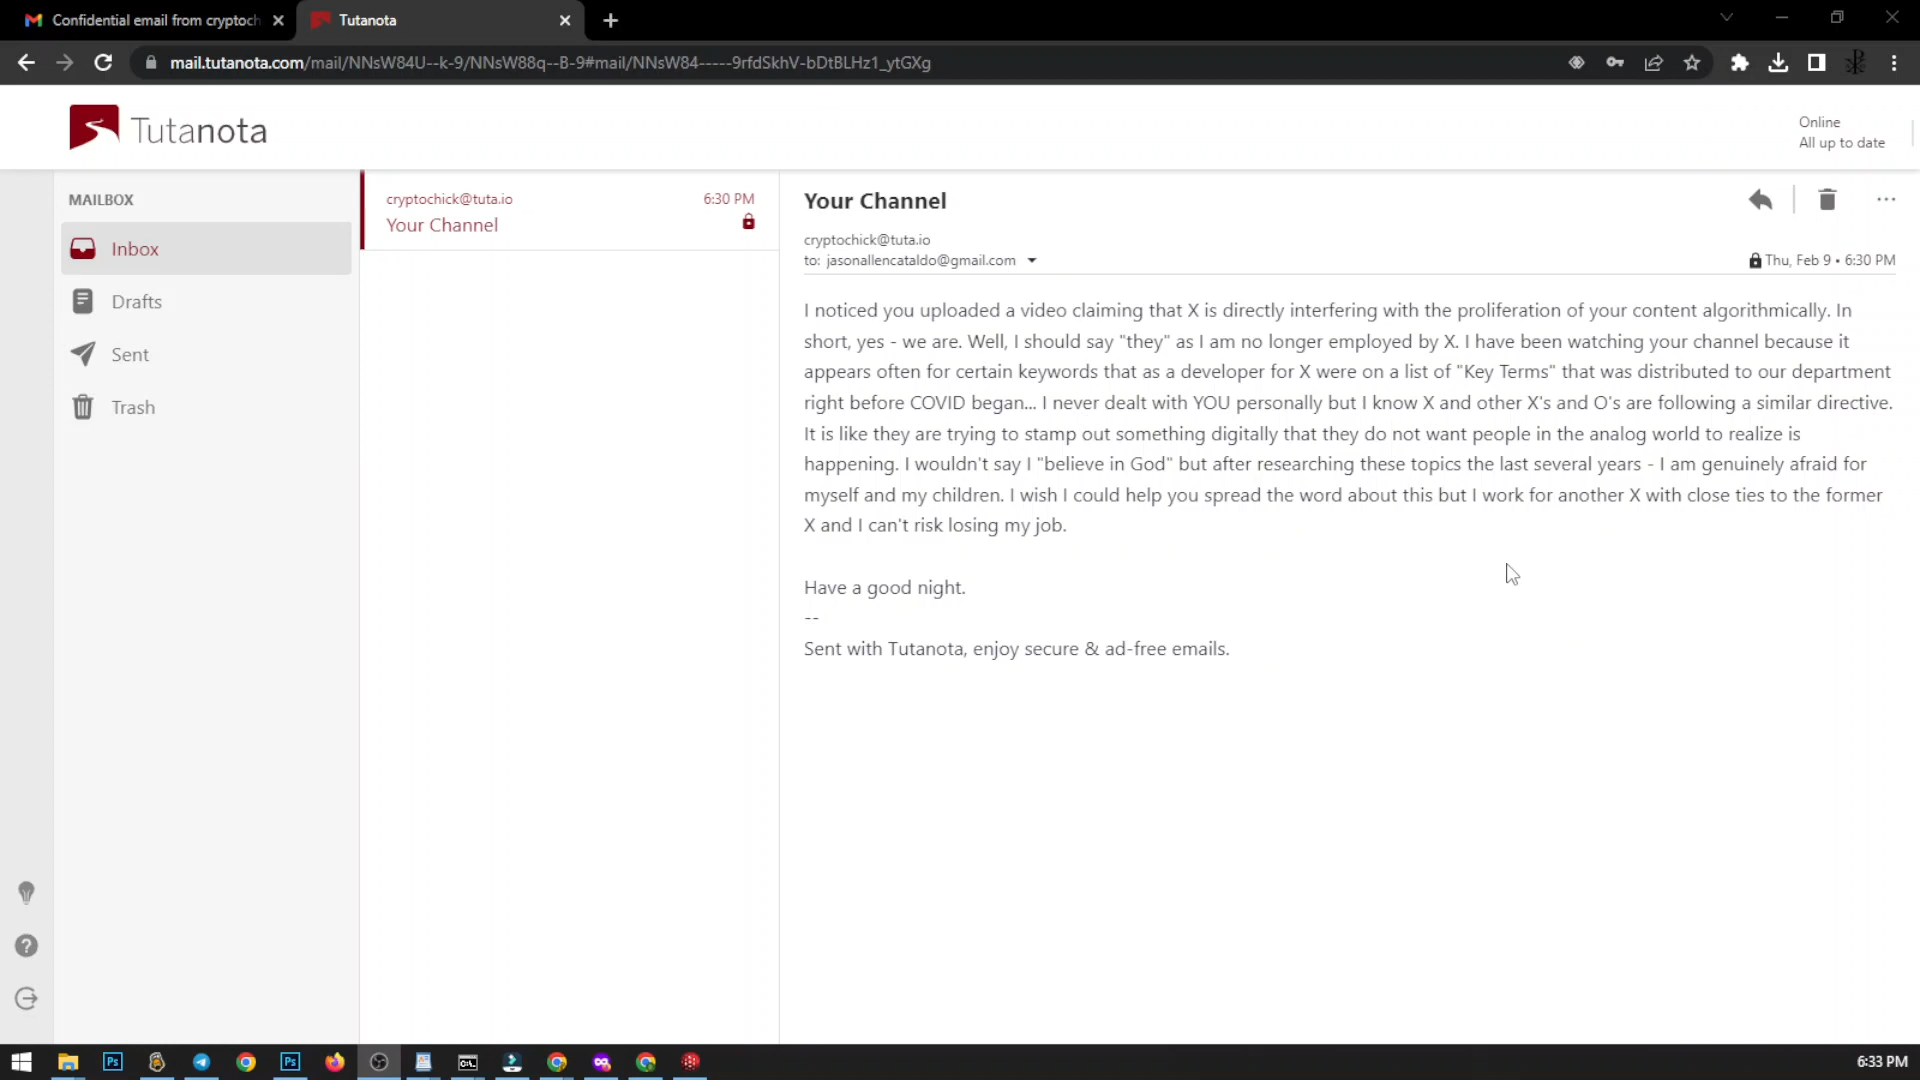 Confidential email from cryptoch
Tutanota
mail.tutanota.com/mail/NNsW84U--k-9/NNsW88q--B-9#mail/NNsW84-----9rfdSkhV-bDtBLHz1_ytGXg
Tutanota
Online
All up to date
MAILBOX
Inbox
Drafts
Sent
Trash
cryptochick@tuta.io
6:30 PM
Your Channel
Your Channel
cryptochick@tuta.io
to: jasonallencataldo@gmail.com
Thu, Feb 9 • 6:30 PM
I noticed you uploaded a video claiming that X is directly interfering with the proliferation of your content algorithmically. In
short, yes - we are. Well, I should say "they" as I am no longer employed by X. I have been watching your channel because it
appears often for certain keywords that as a developer for X were on a list of "Key Terms" that was distributed to our department
right before COVID began... I never dealt with YOU personally but I know X and other X's and O's are following a similar directive.
It is like they are trying to stamp out something digitally that they do not want people in the analog world to realize is
happening. I wouldn't say I "believe in God" but after researching these topics the last several years - I am genuinely afraid for
myself and my children. I wish I could help you spread the word about this but I work for another X with close ties to the former
X and I can't risk losing my job.
Have a good night.
--
Sent with Tutanota, enjoy secure & ad-free emails.
Ps
Ps
6:33 PM